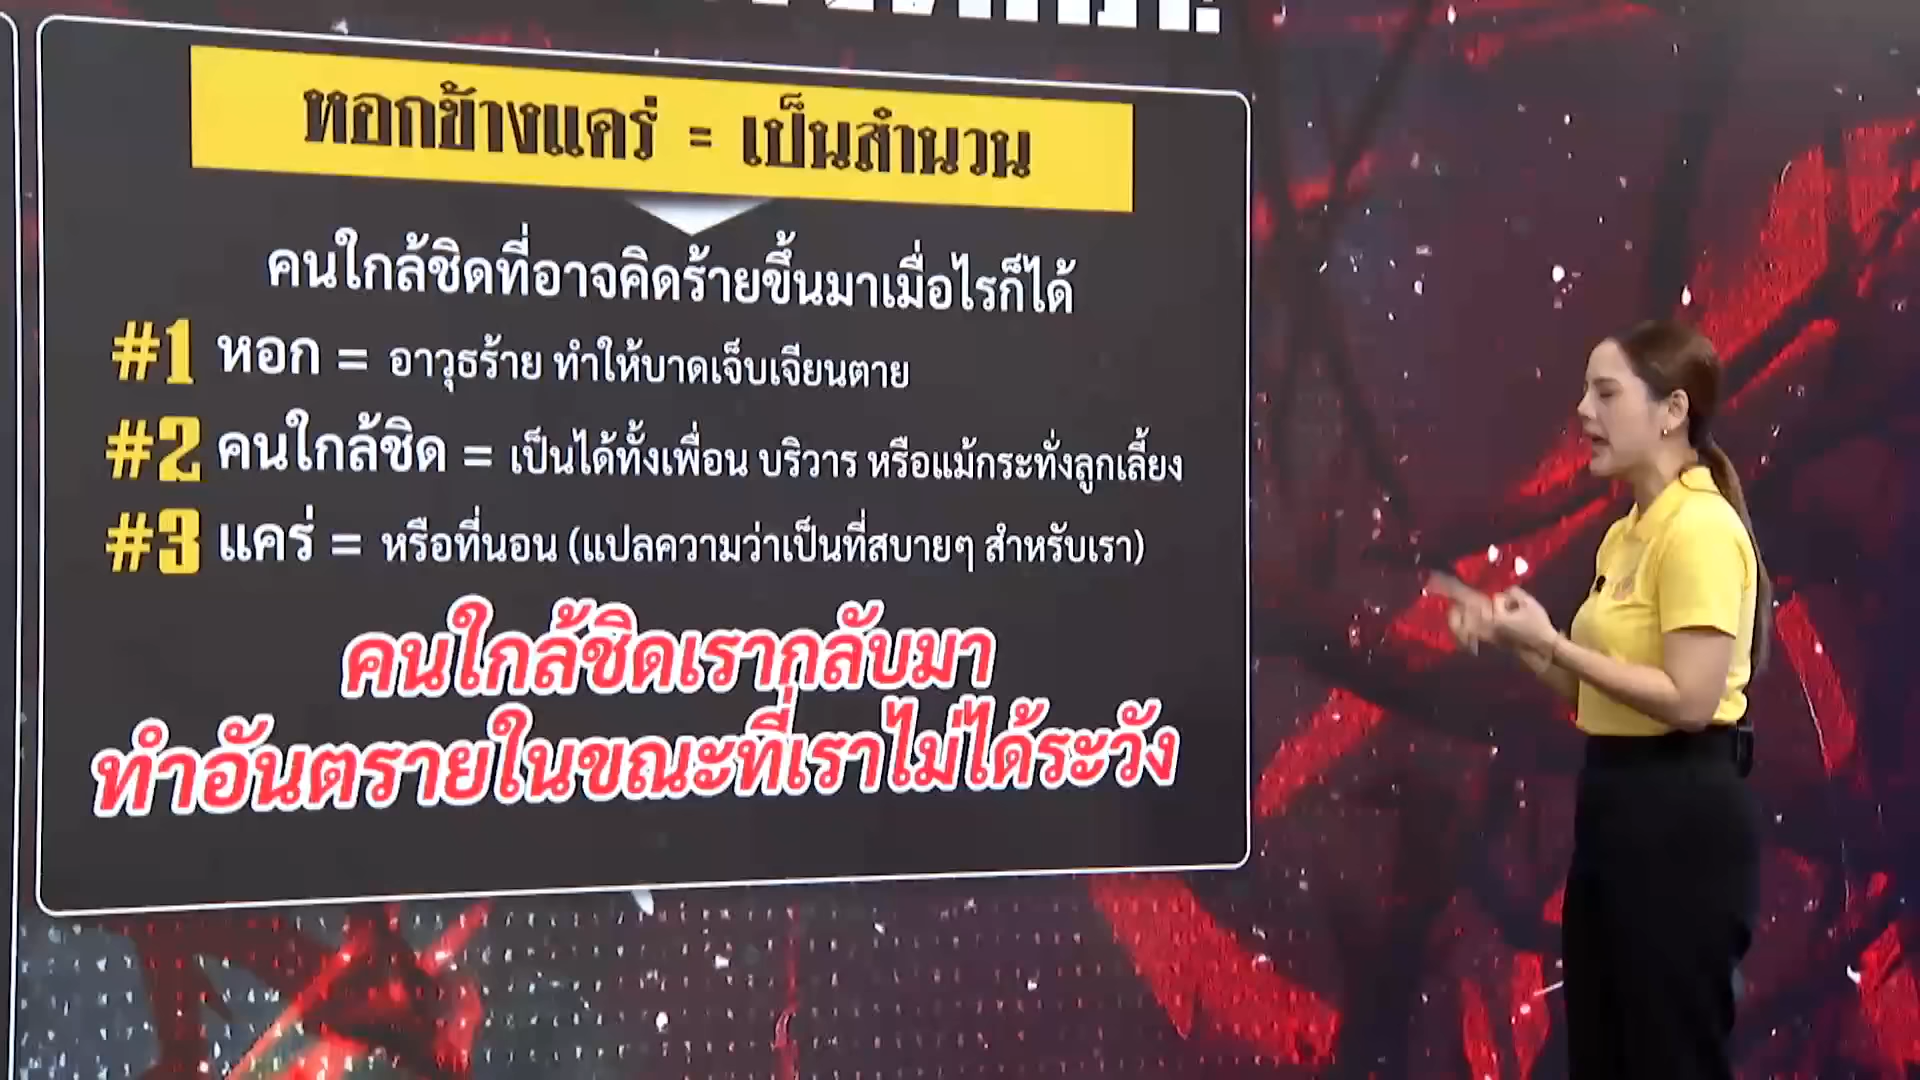 หอกข้างแคร่ = เป็นสำนวน
คนใกล้ชิดที่อาจคิดร้ายขึ้นมาเมื่อไรก็ได้
#1 หอก = อาวุธร้าย ทำให้บาดเจ็บเจียนตาย
#2 คนใกล้ชิด = เป็นได้ทั้งเพื่อน บริวาร หรือแม้กระทั่งลูกเลี้ยง
#3 แคร่ = หรือที่นอน (แปลความว่าเป็นที่สบายๆ สำหรับเรา)
คนใกล้ชิดเรากลับมา
ทำอันตรายในขณะที่เราไม่ได้ระวัง